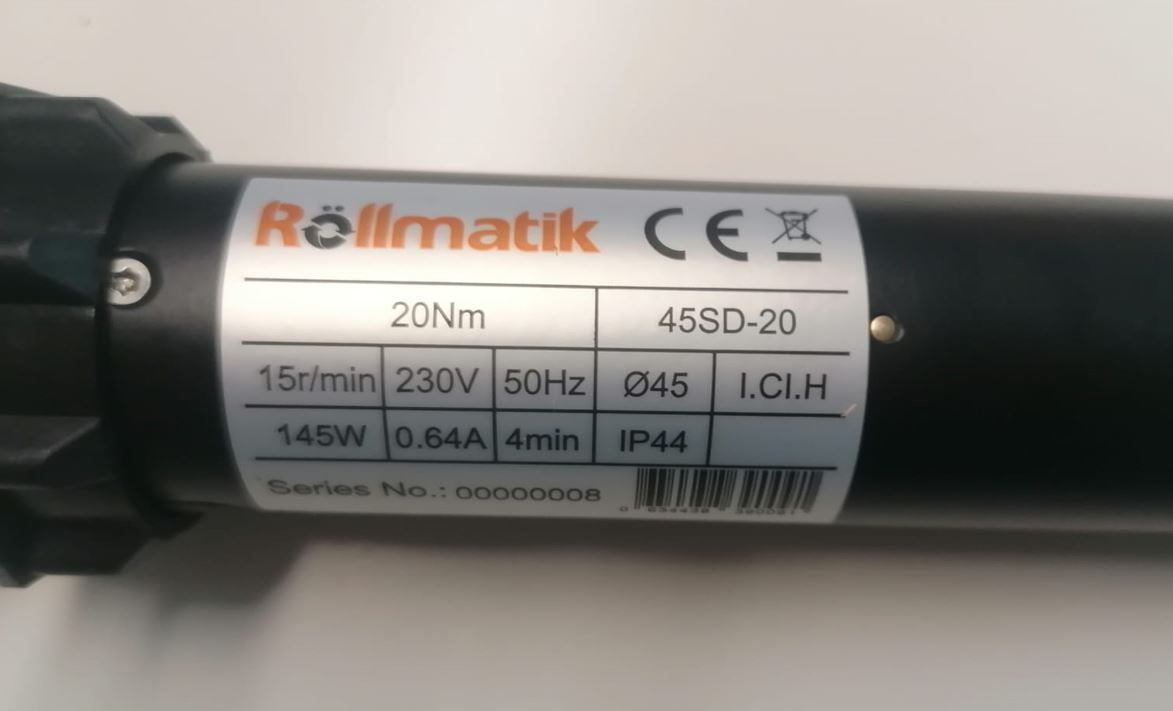 Röllmatik CE
20Nm 45SD-20
15r/min 230V 50Hz Ø45 I.Cl.H
145W 0.64A 4min IP44
Series No.: 00000008